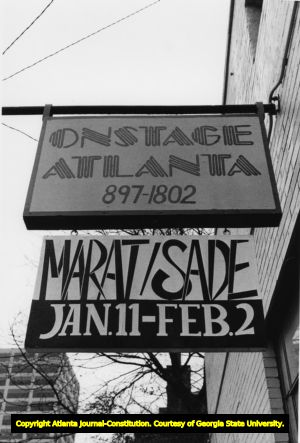 ONSTAGE
ATLANTA
897-1802
MARAT/SADE
JAN.11-FEB.2
Copyright Atlanta Journal-Constitution. Courtesy of Georgia State University.